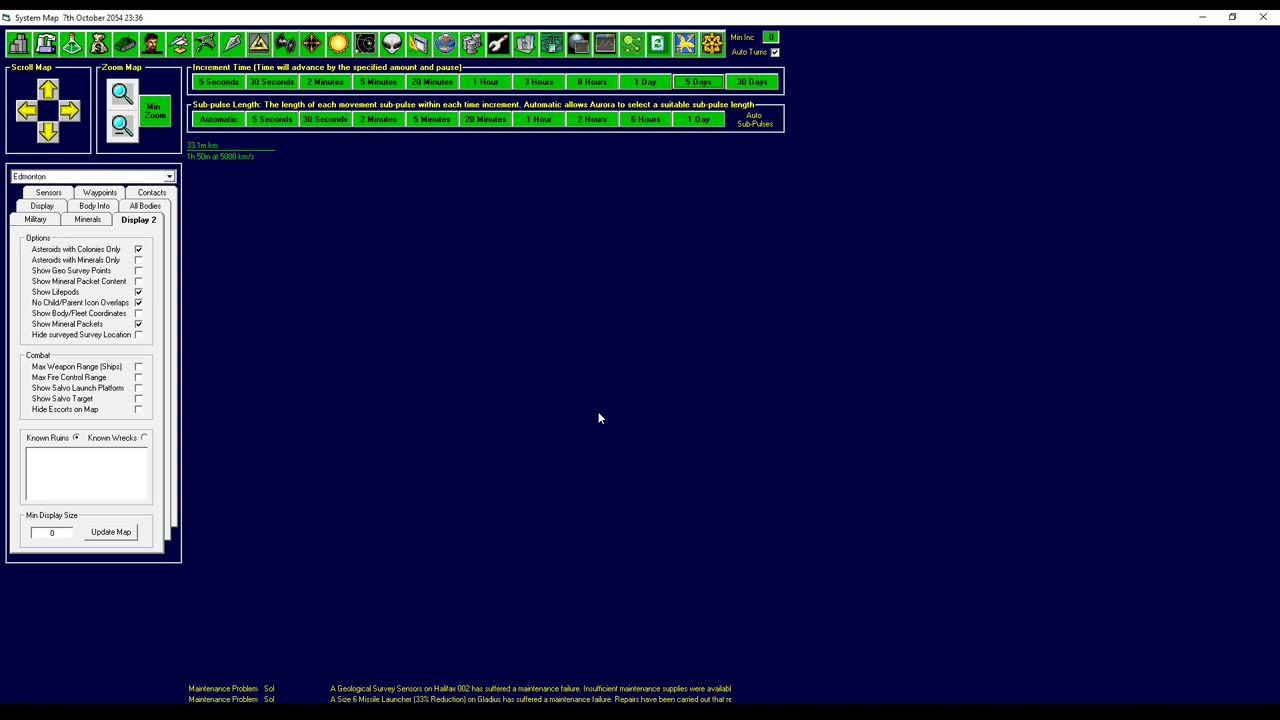 System Map 7th October 2054 23:36
Min Inc 0
Auto Turns
Scroll Map
Zoom Map
Min Zoom
Increment Time (Time will advance by the specified amount and pause)
5 Seconds 30 Seconds 2 Minutes 5 Minutes 20 Minutes 1 Hour 3 Hours 8 Hours 1 Day 5 Days 30 Days
Sub-pulse Length: The length of each movement sub-pulse within each time increment. Automatic allows Aurora to select a suitable sub-pulse length
Automatic 5 Seconds 30 Seconds 2 Minutes 5 Minutes 20 Minutes 1 Hour 2 Hours 6 Hours 1 Day
Auto
Sub-Pulses
33.1m km
1h 50m at 5000 km/s
Edmonton
Sensors Waypoints Contacts
Display Body Info All Bodies
Military Minerals Display 2
Options
Asteroids with Colonies Only
Asteroids with Minerals Only
Show Geo Survey Points
Show Mineral Packet Content
Show Lifepods
No Child/Parent Icon Overlaps
Show Body/Fleet Coordinates
Show Mineral Packets
Hide surveyed Survey Location
Combat
Max Weapon Range (Ships)
Max Fire Control Range
Show Salvo Launch Platform
Show Salvo Target
Hide Escorts on Map
Known Ruins Known Wrecks
Min Display Size
0 Update Map
Maintenance Problem Sol A Geological Survey Sensors on Halifax 002 has suffered a maintenance failure. Insufficient maintenance supplies were availabl
Maintenance Problem Sol A Size 6 Missile Launcher (33% Reduction) on Gladius has suffered a maintenance failure. Repairs have been carried out that re